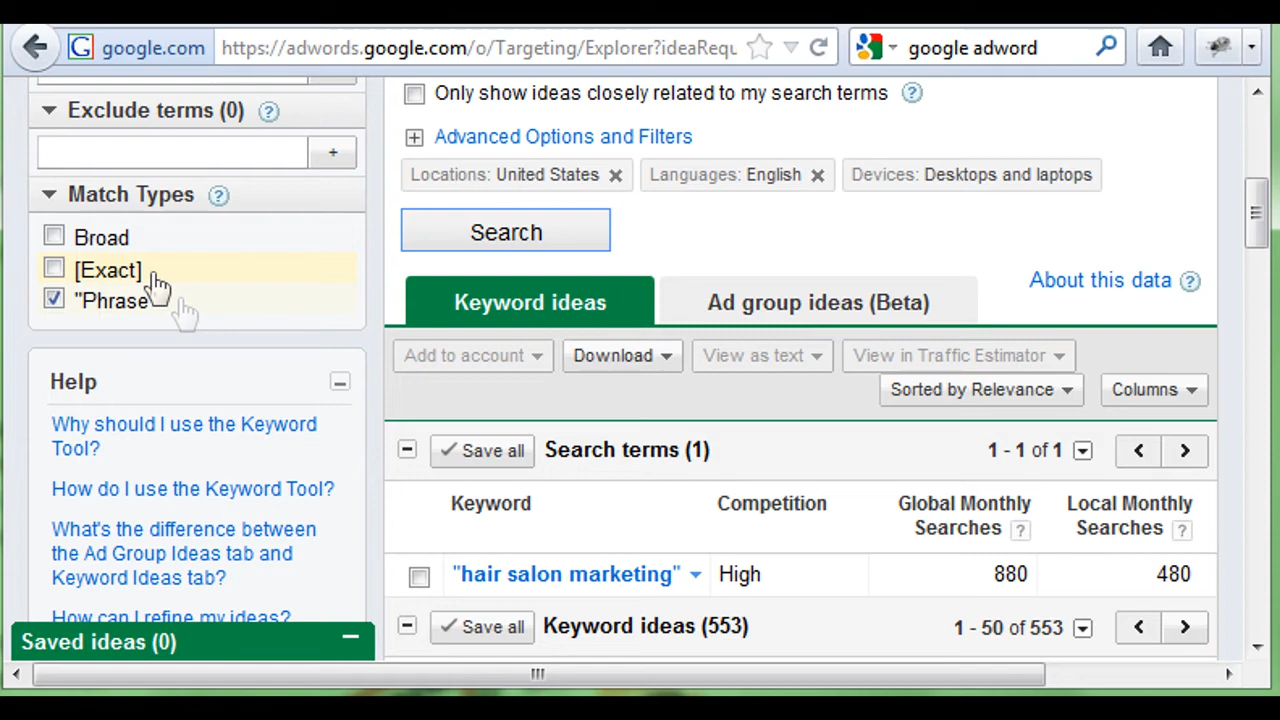 google.com
https://adwords.google.com/o/Targeting/Explorer?ideaRequ
google adword
Exclude terms (0) ?
+
Match Types ?
Broad
[Exact]
"Phrase
Help
Why should I use the Keyword
Tool?
How do I use the Keyword Tool?
What's the difference between
the Ad Group Ideas tab and
Keyword Ideas tab?
How can I refine my ideas?
Saved ideas (0)
Only show ideas closely related to my search terms ?
Advanced Options and Filters
Locations: United States
Languages: English
Devices: Desktops and laptops
Search
Keyword ideas
Ad group ideas (Beta)
About this data ?
Add to account
Download
View as text
View in Traffic Estimator
Sorted by Relevance
Columns
Save all
Search terms (1)
1 - 1 of 1
Keyword
Competition
Global Monthly
Searches ?
Local Monthly
Searches ?
"hair salon marketing"
High
880
480
Save all
Keyword ideas (553)
1 - 50 of 553